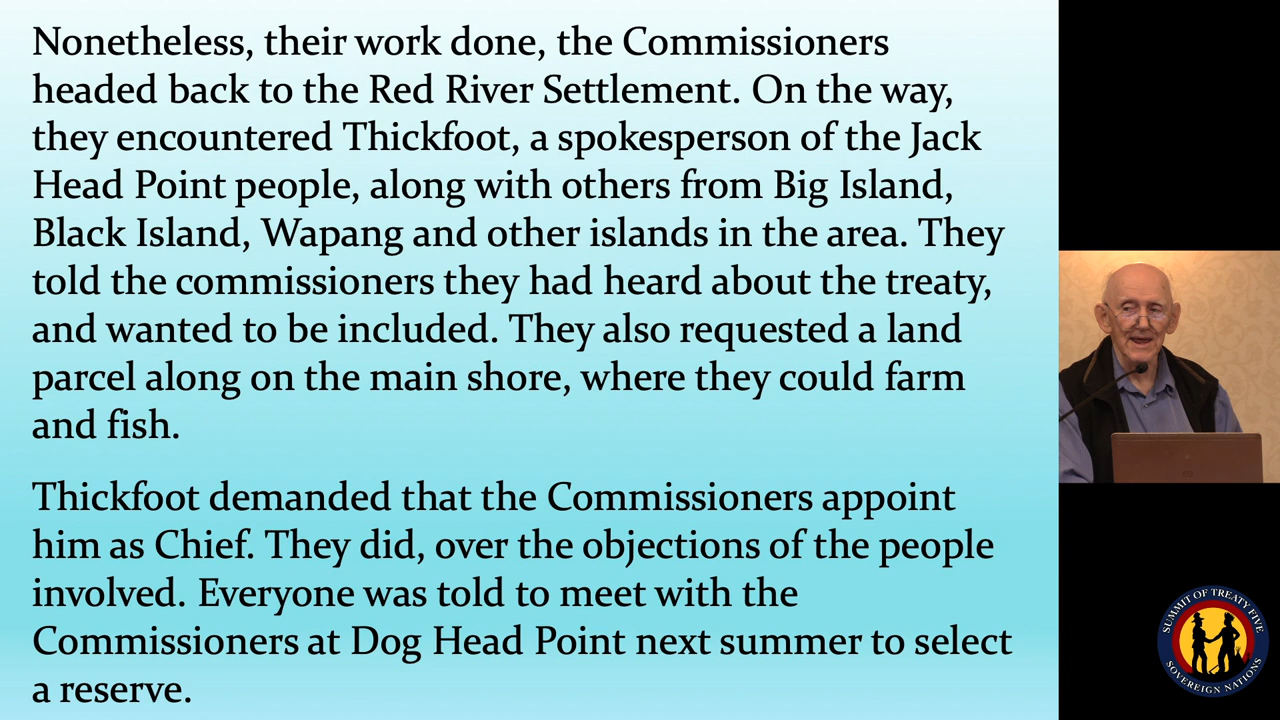 Nonetheless, their work done, the Commissioners
headed back to the Red River Settlement. On the way,
they encountered Thickfoot, a spokesperson of the Jack
Head Point people, along with others from Big Island,
Black Island, Wapang and other islands in the area. They
told the commissioners they had heard about the treaty,
and wanted to be included. They also requested a land
parcel along on the main shore, where they could farm
and fish.
Thickfoot demanded that the Commissioners appoint
him as Chief. They did, over the objections of the people
involved. Everyone was told to meet with the
Commissioners at Dog Head Point next summer to select
a reserve.
SUMMIT OF TREATY FIVE
SOVEREIGN NATIONS